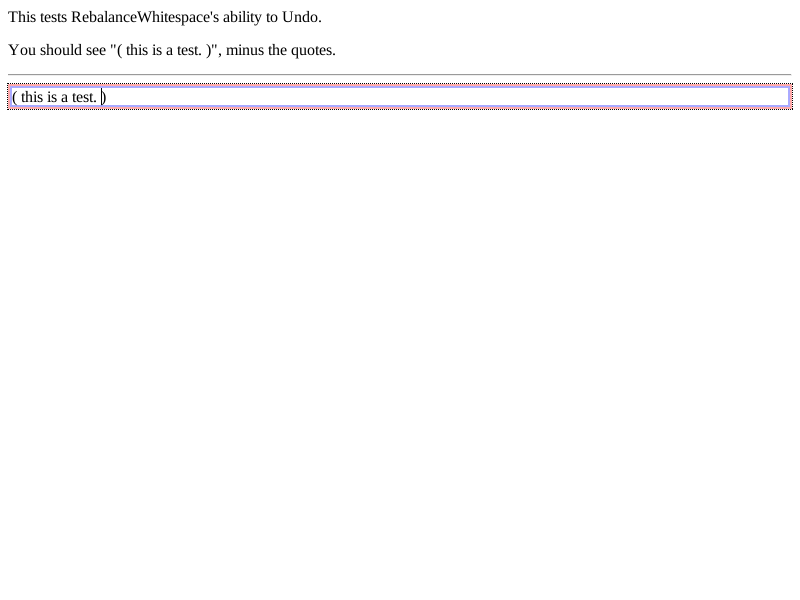 This tests RebalanceWhitespace's ability to Undo.
You should see "( this is a test. )", minus the quotes.
( this is a test. )